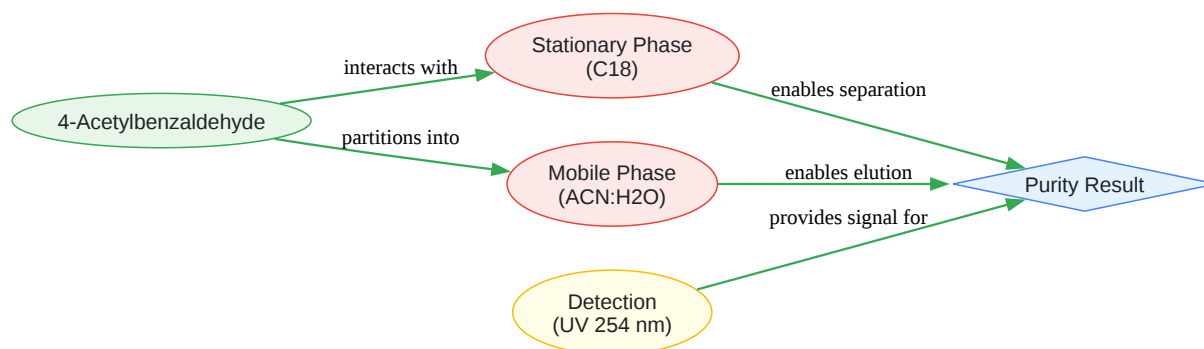 4-Acetylbenzaldehyde
interacts with
partitions into
Stationary Phase
(C18)
Mobile Phase
(ACN:H2O)
Detection
(UV 254 nm)
enables separation
enables elution
provides signal for
Purity Result